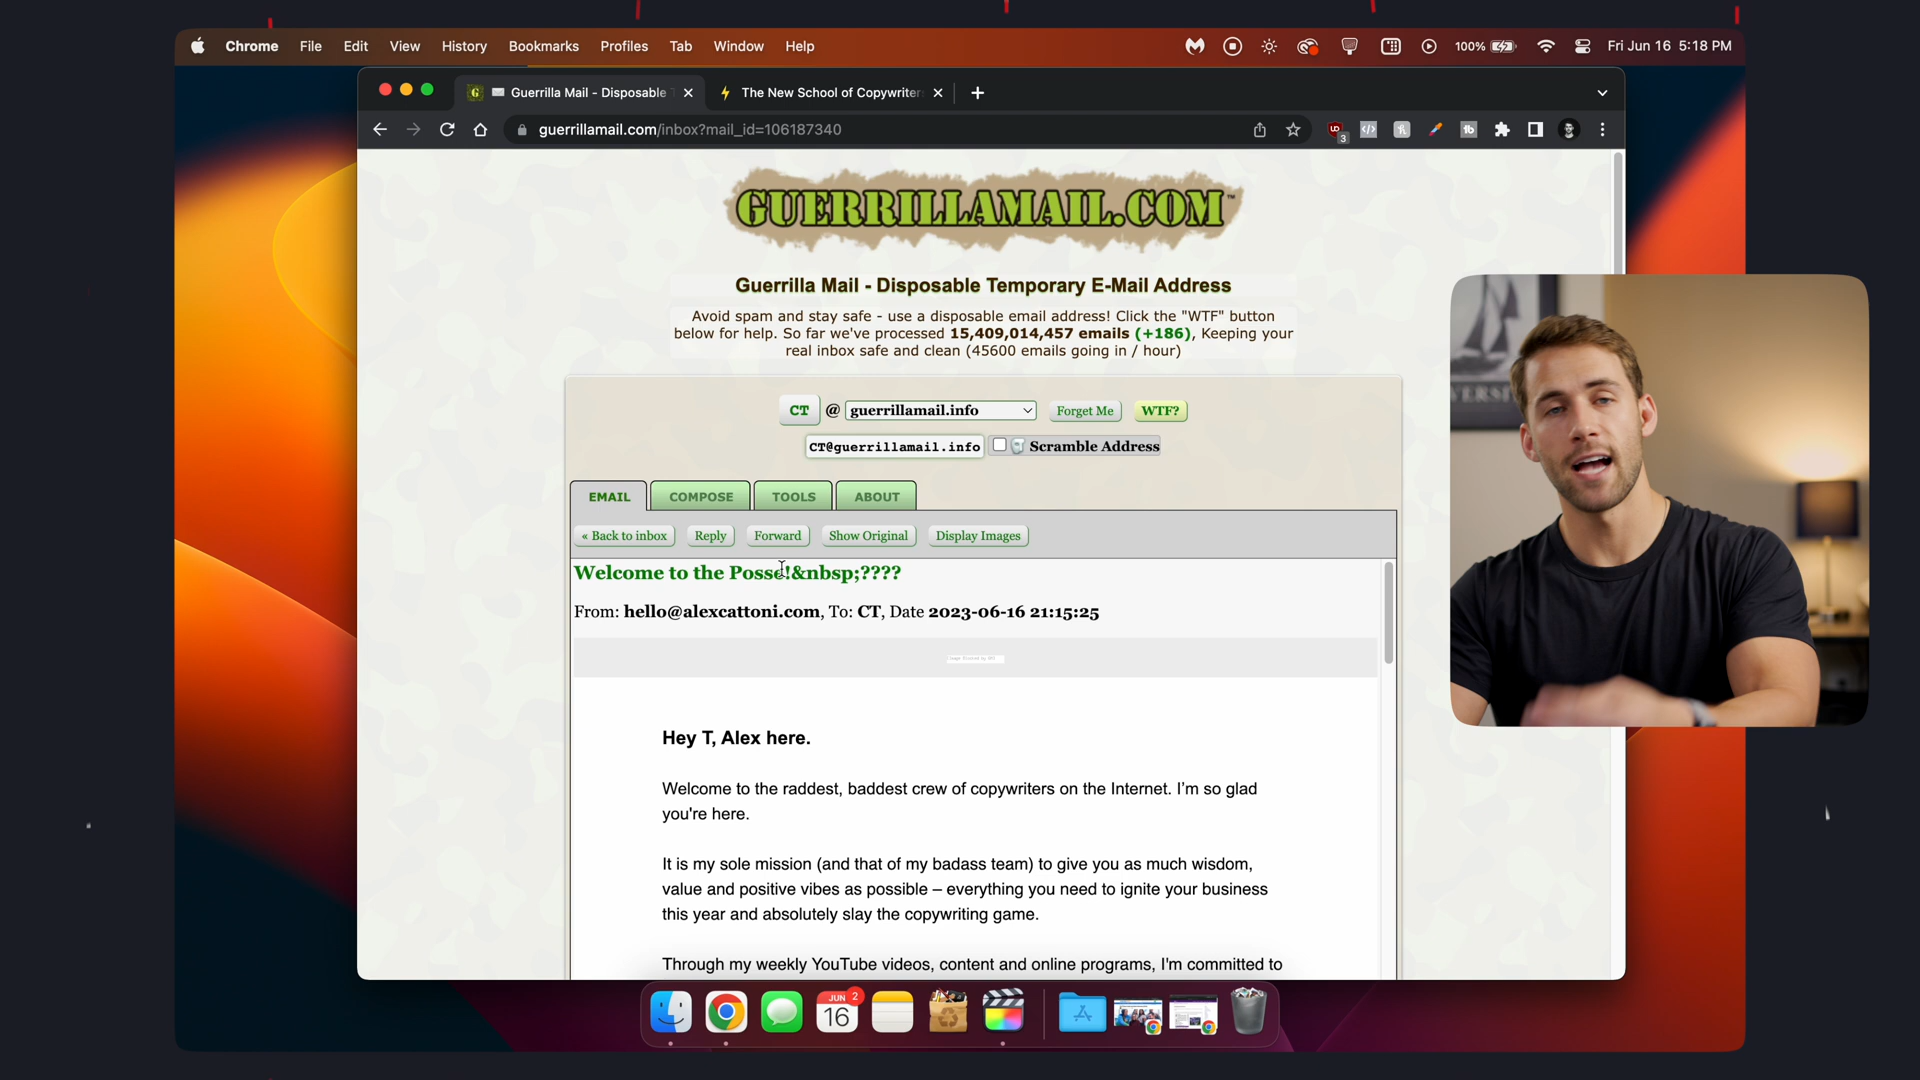 Chrome File Edit View History Bookmarks Profiles Tab Window Help 100% Fri Jun 16 5:18 PM
Guerrilla Mail - Disposable The New School of Copywriter
guerrillamail.com/inbox?mail_id=106187340
3
GUERRILLAMAIL.COM™
Guerrilla Mail - Disposable Temporary E-Mail Address
Avoid spam and stay safe - use a disposable email address! Click the "WTF" button
below for help. So far we've processed 15,409,014,457 emails (+186), Keeping your
real inbox safe and clean (45600 emails going in / hour)
CT @ guerrillamail.info Forget Me WTF?
CT@guerrillamail.info Scramble Address
EMAIL COMPOSE TOOLS ABOUT
« Back to inbox Reply Forward Show Original Display Images
Welcome to the Posse!&nbsp;????
From: hello@alexcattoni.com, To: CT, Date 2023-06-16 21:15:25
Hey T, Alex here.
Welcome to the raddest, baddest crew of copywriters on the Internet. I'm so glad
you're here.
It is my sole mission (and that of my badass team) to give you as much wisdom,
value and positive vibes as possible – everything you need to ignite your business
this year and absolutely slay the copywriting game.
Through my weekly YouTube videos, content and online programs, I'm committed to
JUN 2
16